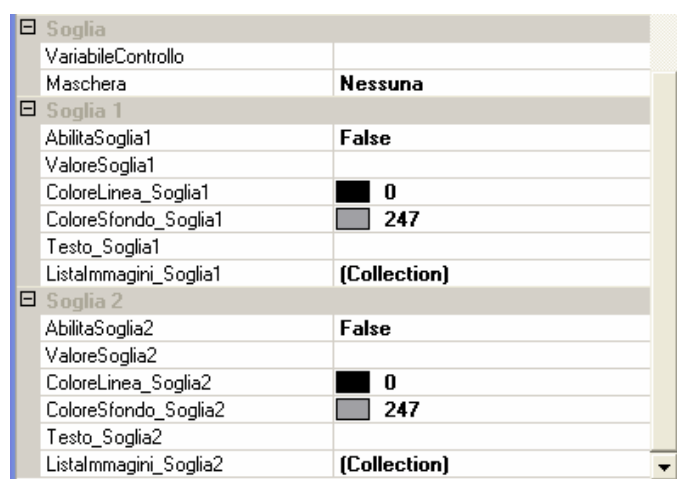 Soglia
VariabileControllo
Maschera Nessuna
Soglia 1
AbilitaSoglia1 False
ValoreSoglia1
ColoreLinea_Soglia1 0
ColoreSfondo_Soglia1 247
Testo_Soglia1
ListaImmagini_Soglia1 (Collection)
Soglia 2
AbilitaSoglia2 False
ValoreSoglia2
ColoreLinea_Soglia2 0
ColoreSfondo_Soglia2 247
Testo_Soglia2
ListaImmagini_Soglia2 (Collection)